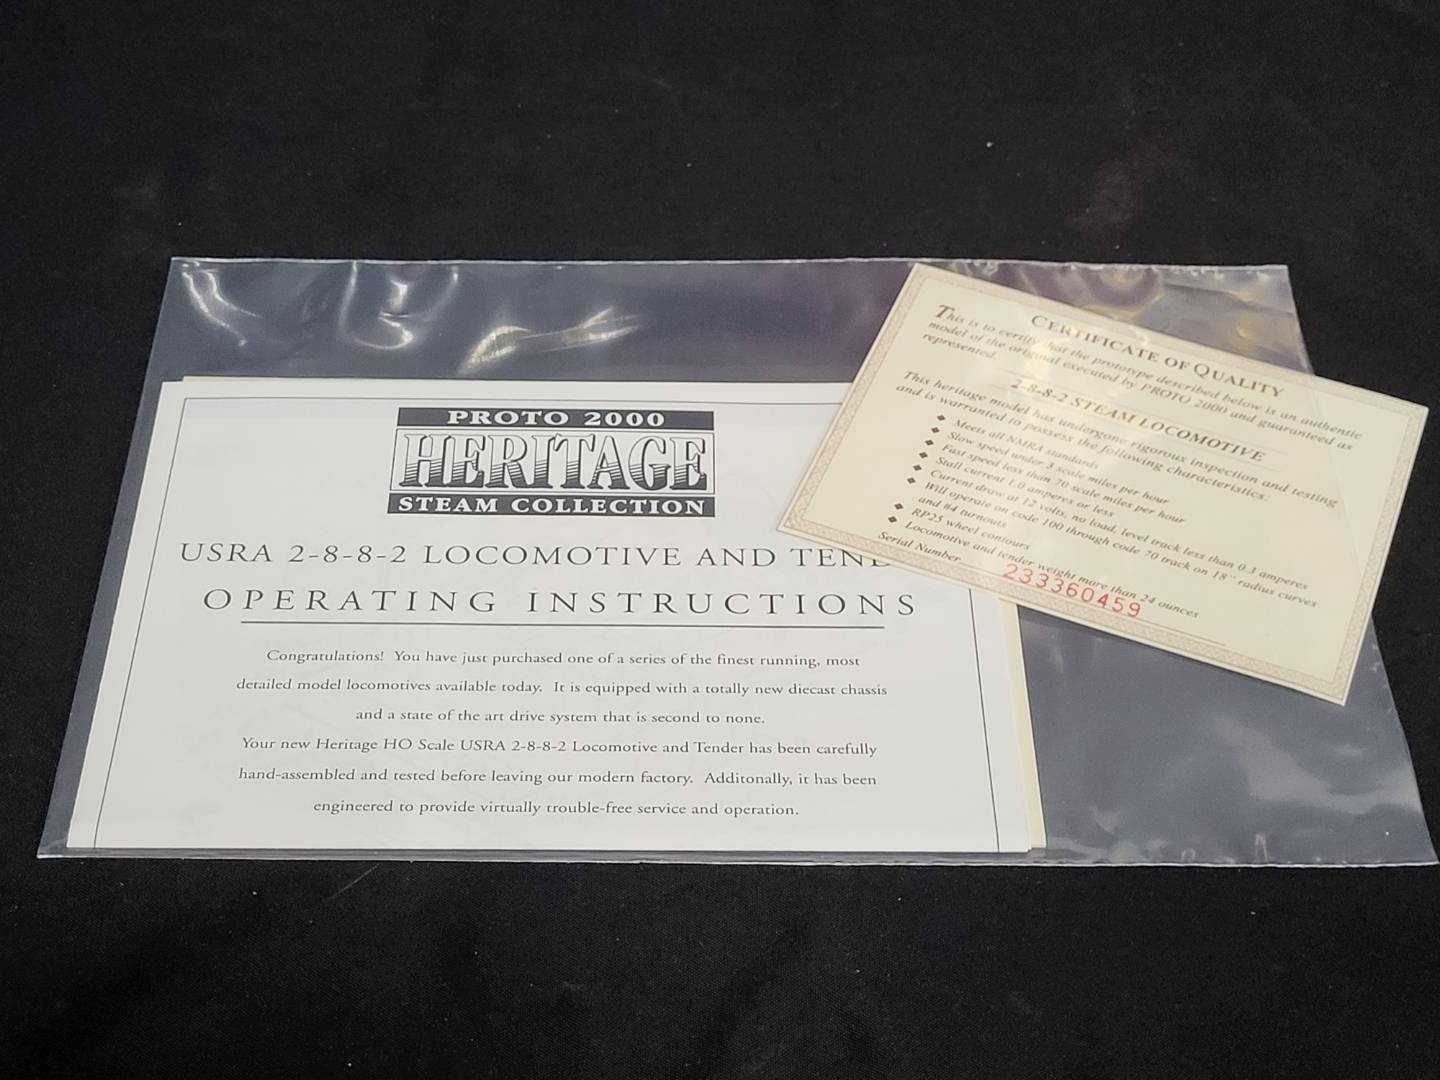 PROTO 2000
HERITAGE
STEAM COLLECTION
USRA 2-8-8-2 LOCOMOTIVE AND TEND
OPERATING INSTRUCTIONS
Congratulations! You have just purchased one of a series of the finest running, most
detailed model locomotives available today. It is equipped with a totally new diecast chassis
and a state of the art drive system that is second to none.
Your new Heritage HO Scale USRA 2-8-8-2 Locomotive and Tender has been carefully
hand-assembled and tested before leaving our modern factory. Additonally, it has been
engineered to provide virtually trouble-free service and operation.
CERTIFICATE OF QUALITY
This is to certify that the prototype described below is an authentic
model of the original executed by PROTO 2000 and guaranteed as
represented.
2-8-8-2 STEAM LOCOMOTIVE
This heritage model has undergone rigorous inspection and testing
and is warranted to possess the following characteristics:
◆ Meets all NMRA standards
◆ Slow speed under 3 scale miles per hour
◆ Fast speed less than 70 scale miles per hour
◆ Stall current 1.0 amperes or less
◆ Current draw at 12 volts, no load, level track less than 0.3 amperes
◆ Will operate on code 100 through code 70 track on 18" radius curves
and #4 turnouts
◆ RP25 wheel contours
◆ Locomotive and tender weight more than 24 ounces
Serial Number 233360459